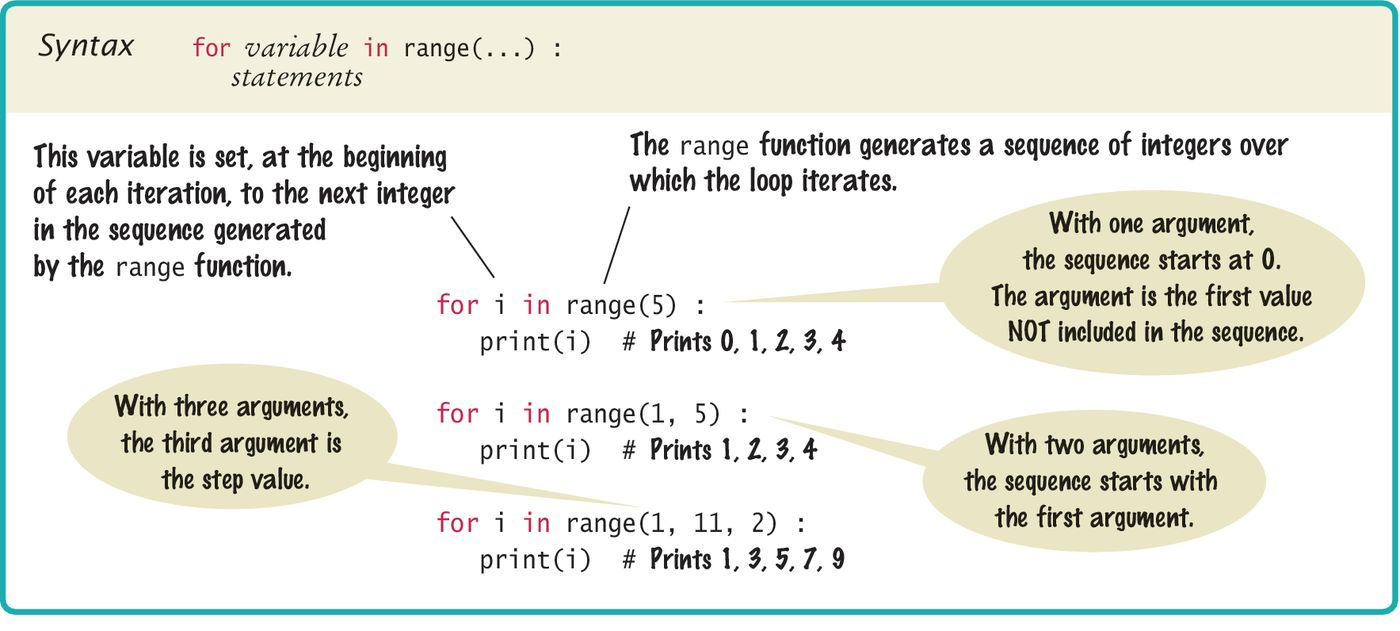 Syntax
for variable in range(...) :
statements
This variable is set, at the beginning
of each iteration, to the next integer
in the sequence generated
by the range function.
The range function generates a sequence of integers over
which the loop iterates.
With one argument,
the sequence starts at 0.
The argument is the first value
NOT included in the sequence.
for i in range(5) :
print(i) # Prints 0, 1, 2, 3, 4
With three arguments,
the third argument is
the step value.
for i in range(1, 5) :
print(i) # Prints 1, 2, 3, 4
With two arguments,
the sequence starts with
the first argument.
for i in range(1, 11, 2) :
print(i) # Prints 1, 3, 5, 7, 9